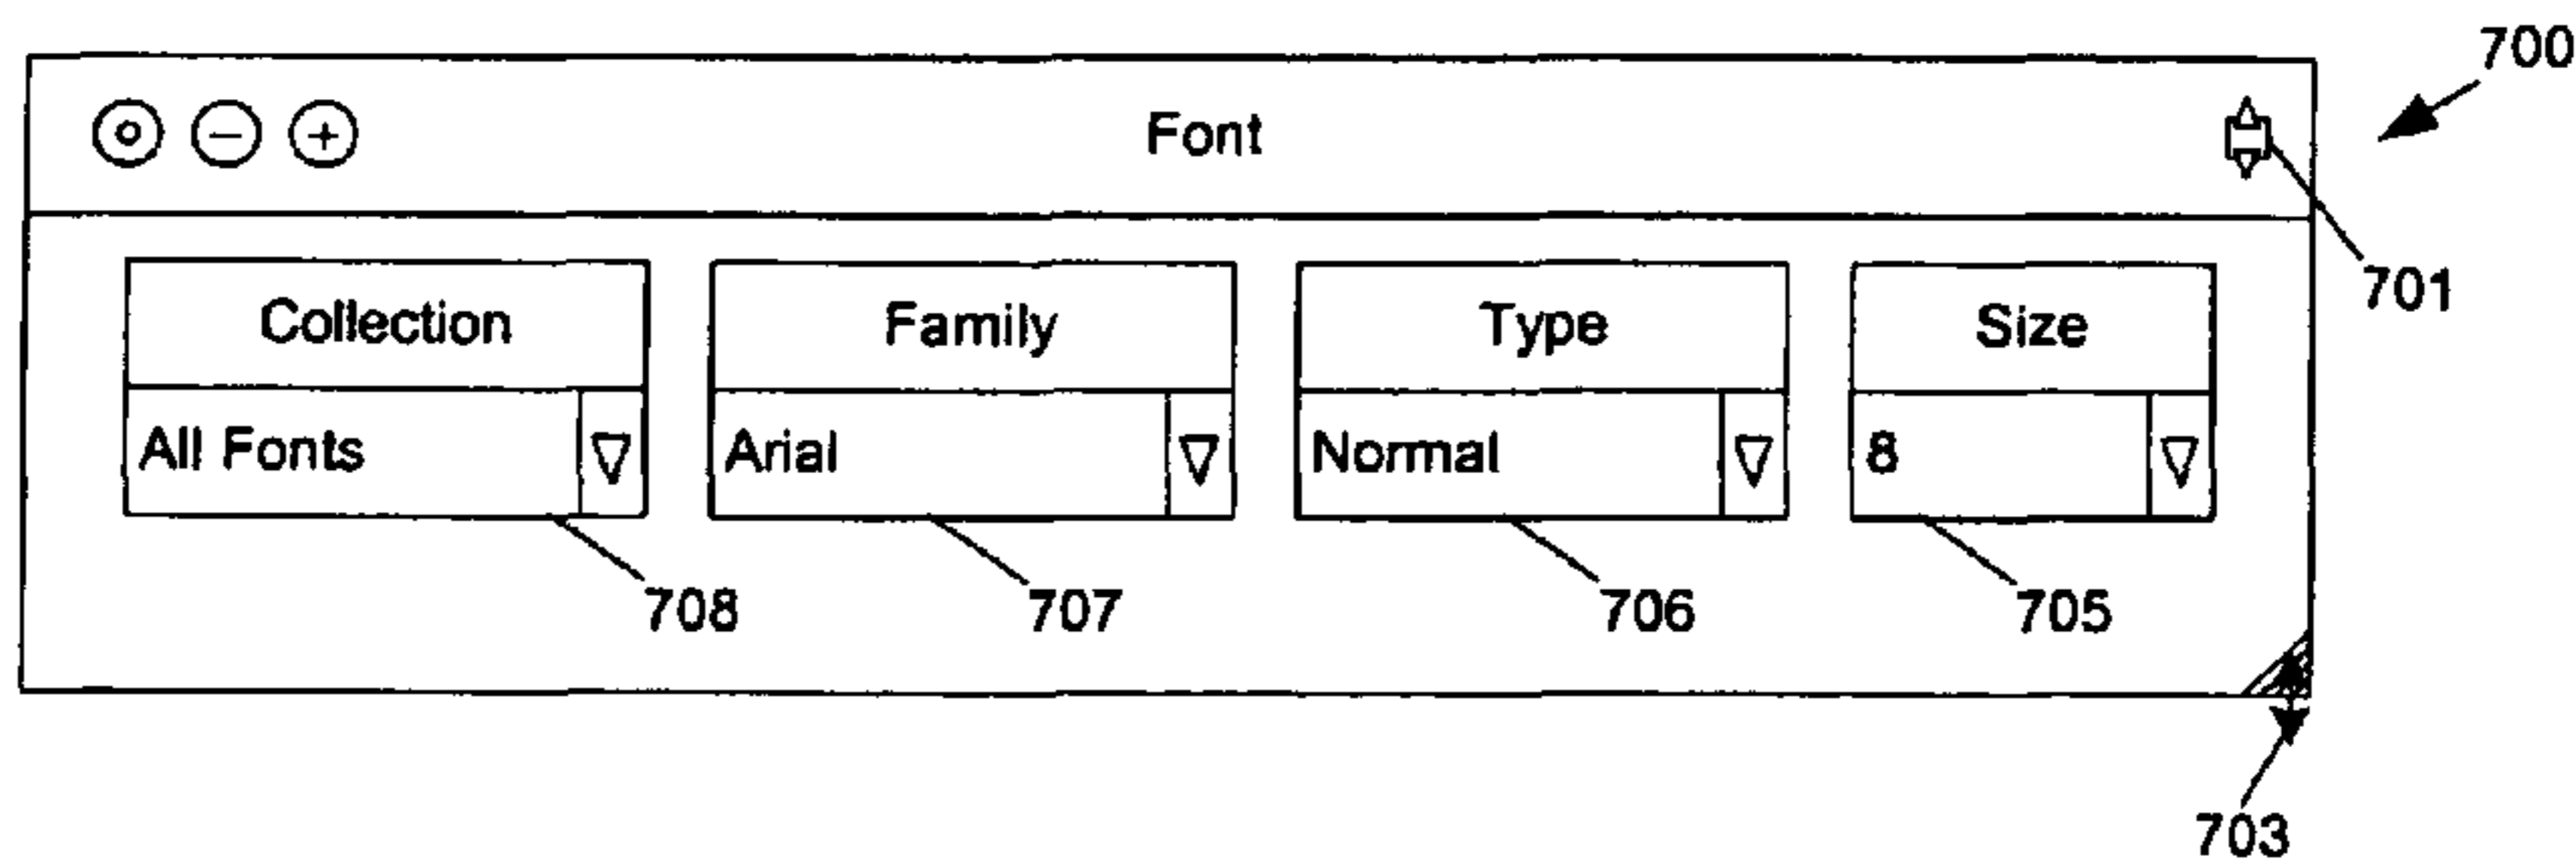 700
Font
701
Collection Family Type Size
All Fonts Arial Normal 8
708 707 706 705
703